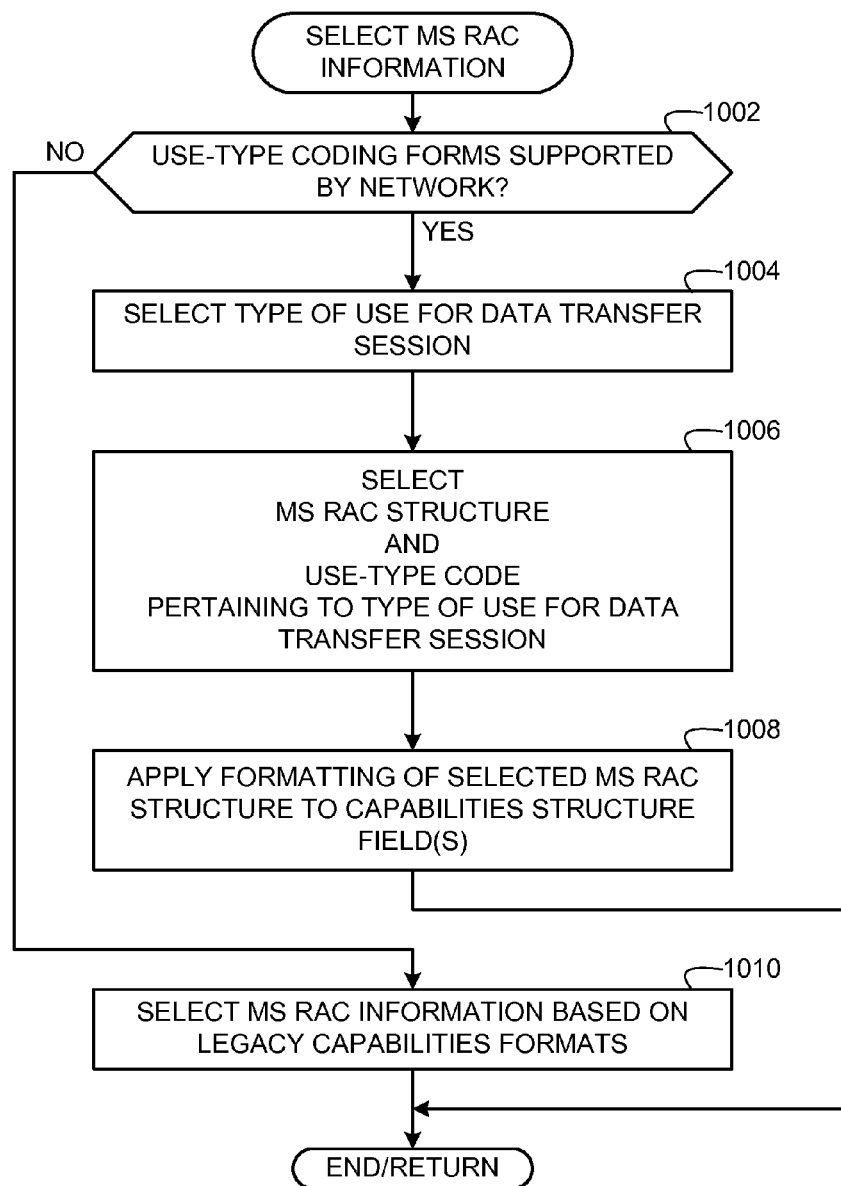 SELECT MS RAC
INFORMATION
1002
NO
USE-TYPE CODING FORMS SUPPORTED
BY NETWORK?
YES
1004
SELECT TYPE OF USE FOR DATA TRANSFER
SESSION
1006
SELECT
MS RAC STRUCTURE
AND
USE-TYPE CODE
PERTAINING TO TYPE OF USE FOR DATA
TRANSFER SESSION
1008
APPLY FORMATTING OF SELECTED MS RAC
STRUCTURE TO CAPABILITIES STRUCTURE
FIELD(S)
1010
SELECT MS RAC INFORMATION BASED ON
LEGACY CAPABILITIES FORMATS
END/RETURN